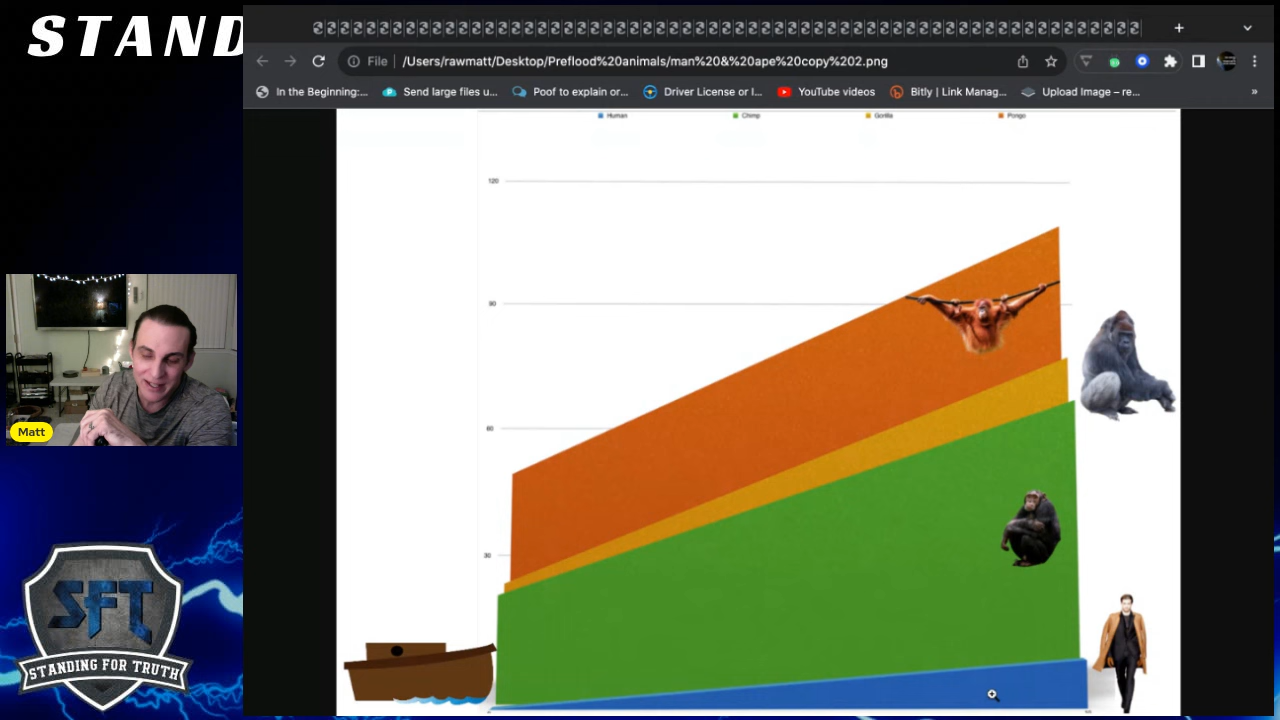 STAND
File /Users/rawmatt/Desktop/Preflood%20animals/man%20&%20ape%20copy%202.png
In the Beginning:... Send large files u... Poof to explain or... Driver License or I... YouTube videos Bitly | Link Manag... Upload Image – re... »
Human Chimp Gorilla Pongo
120
90
60
30
Matt
SFT
STANDING FOR TRUTH